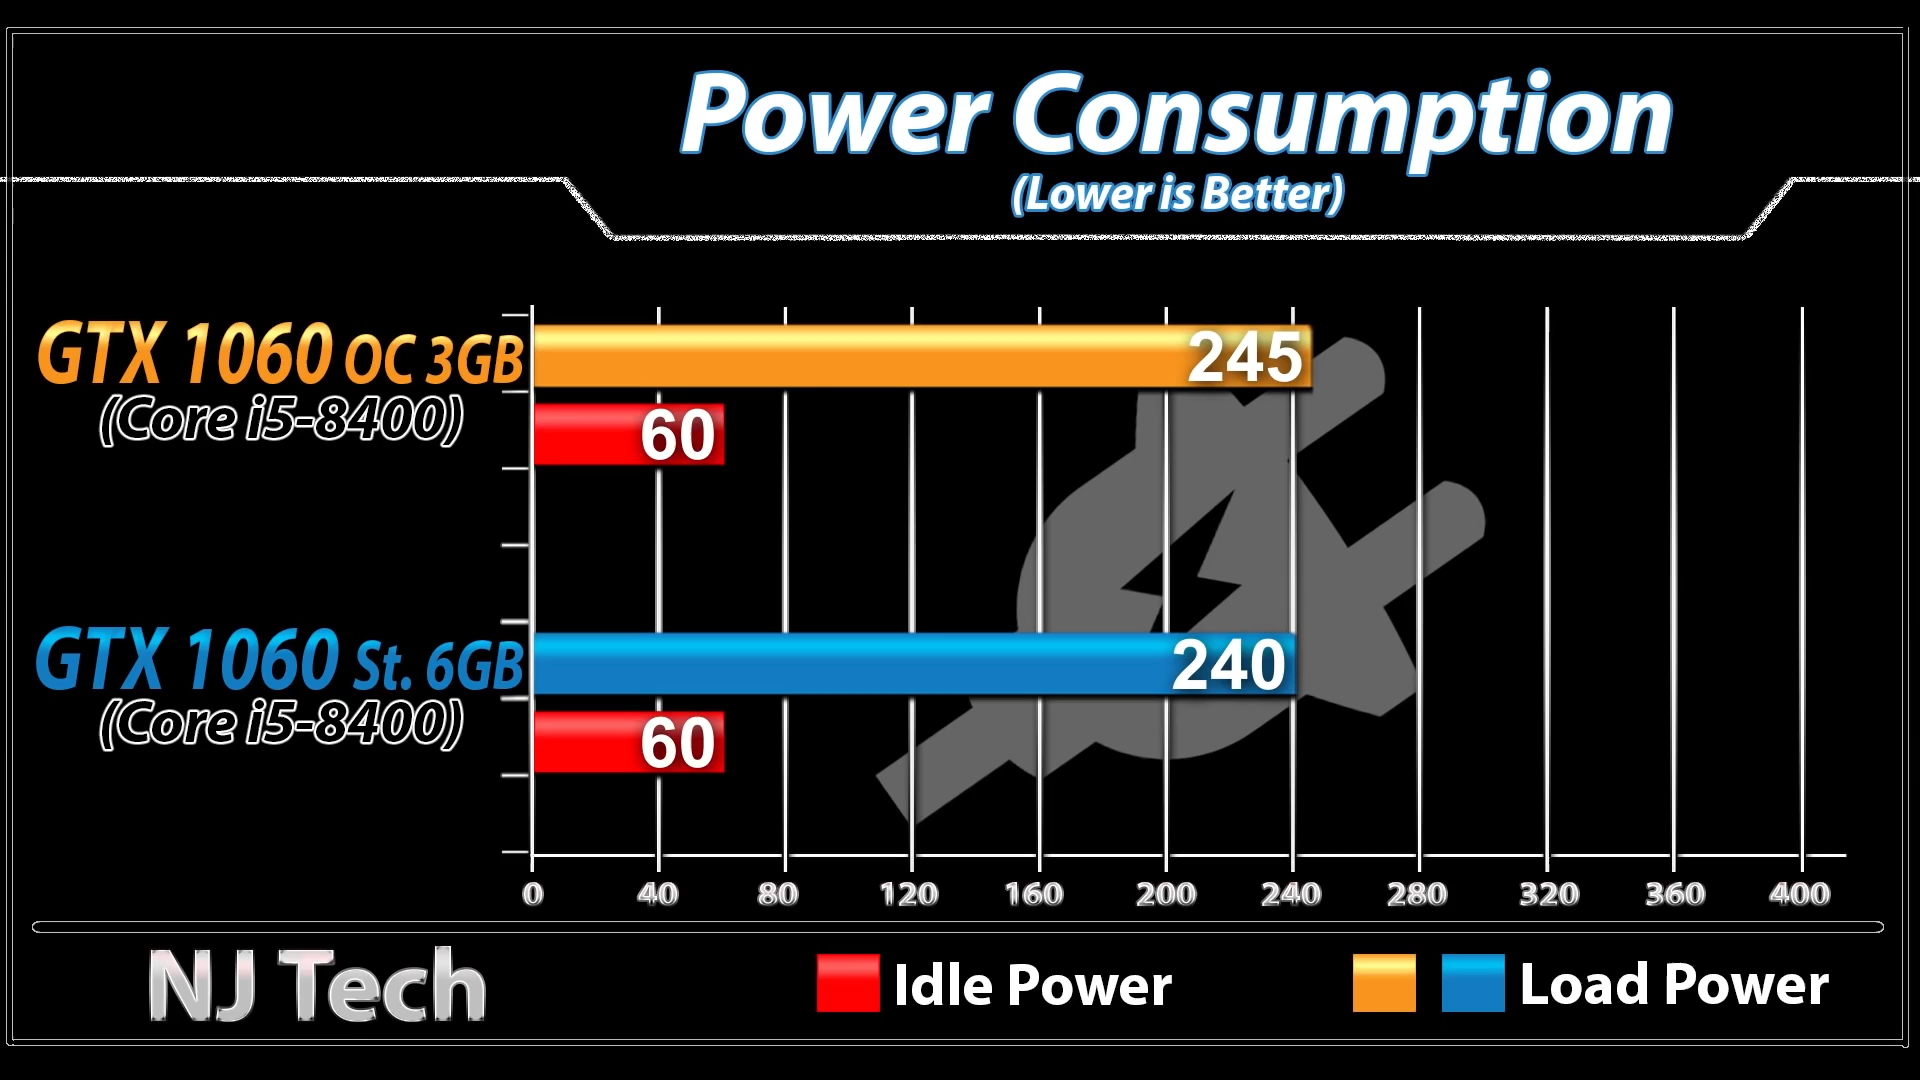 Power Consumption
(Lower is Better)
GTX 1060 OC 3GB
(Core i5-8400)
245
60
GTX 1060 St. 6GB
(Core i5-8400)
240
60
0 40 80 120 160 200 240 280 320 360 400
NJ Tech
Idle Power
Load Power